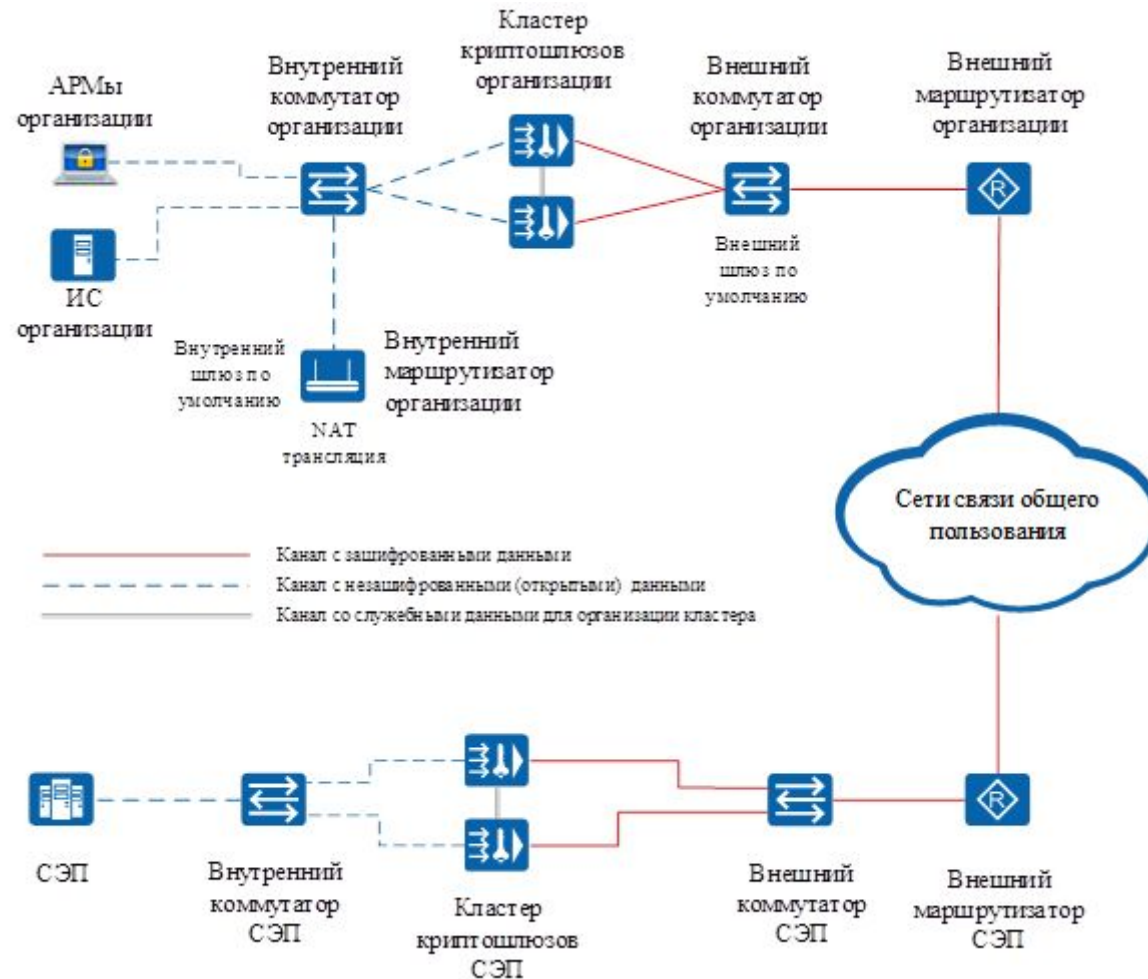 АРМы
организации
Внутренний
коммутатор
организации
Кластер
криптошлюзов
организации
Внешний
коммутатор
организации
Внешний
маршрутизатор
организации
ИС
организации
Внешний
шлюз по
умолчанию
Внутренний
шлюз по
умолчанию
Внутренний
маршрутизатор
организации
NAT
трансляция
R
Сети связи общего
пользования
Канал с зашифрованными данными
Канал с незашифрованными (открытыми) данными
Канал со служебными данными для организации кластера
R
СЭП
Внутренний
коммутатор
СЭП
Кластер
криптошлюзов
СЭП
Внешний
коммутатор
СЭП
Внешний
маршрутизатор
СЭП